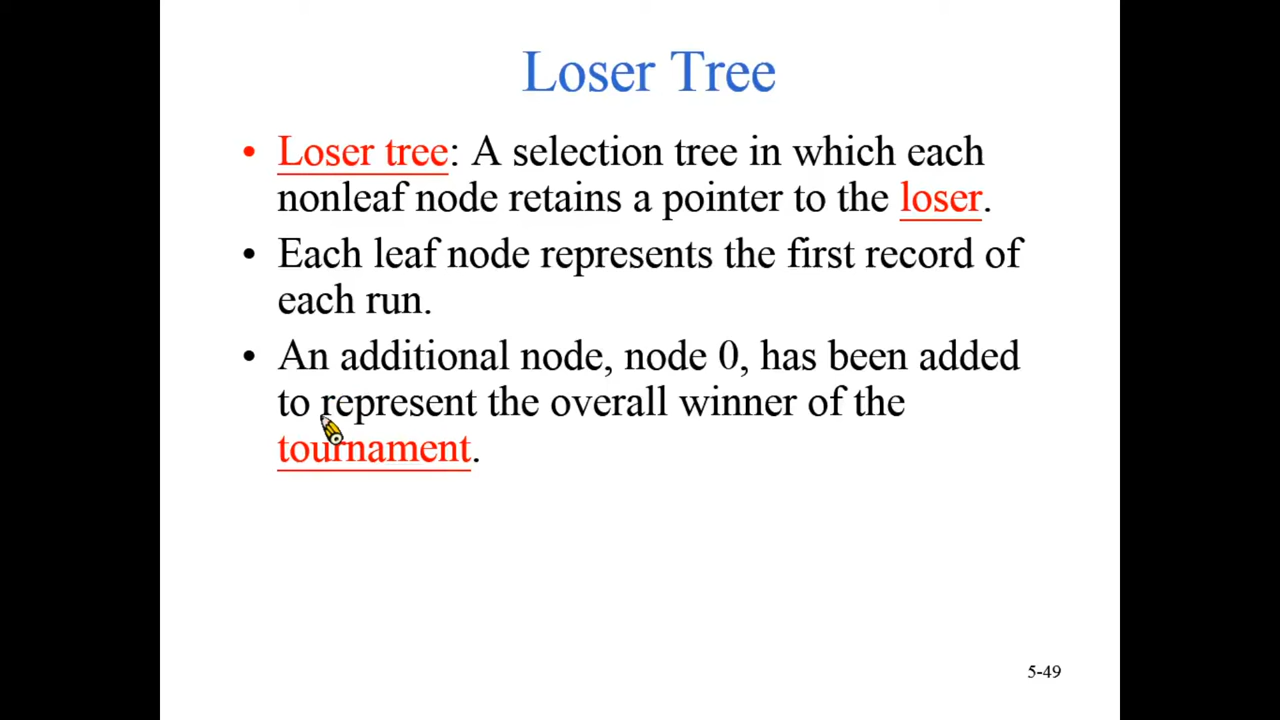 Loser Tree
• Loser tree: A selection tree in which each
nonleaf node retains a pointer to the loser.
• Each leaf node represents the first record of
each run.
• An additional node, node 0, has been added
to represent the overall winner of the
tournament.
5-49